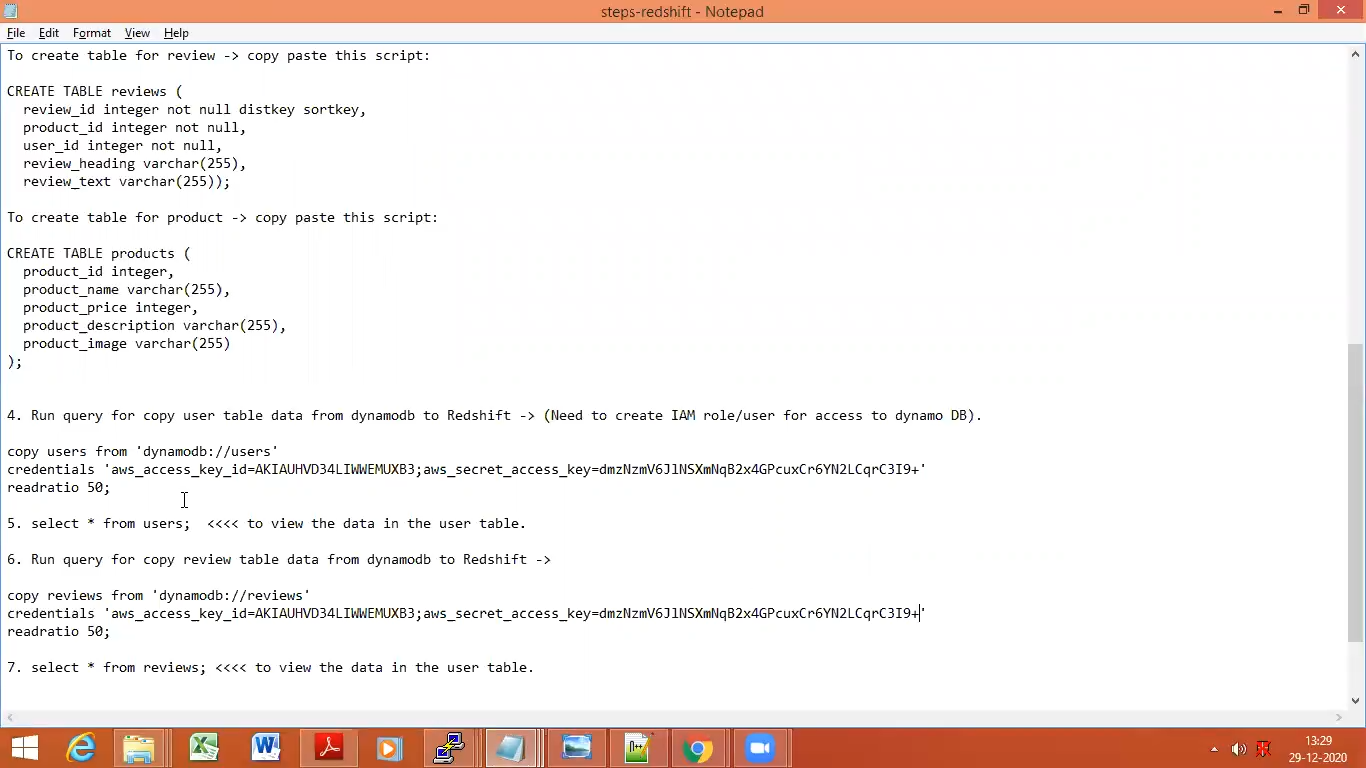 steps-redshift - Notepad
File Edit Format View Help
To create table for review -> copy paste this script:
CREATE TABLE reviews (
review_id integer not null distkey sortkey,
product_id integer not null,
user_id integer not null,
review_heading varchar(255),
review_text varchar(255));
To create table for product -> copy paste this script:
CREATE TABLE products (
product_id integer,
product_name varchar(255),
product_price integer,
product_description varchar(255),
product_image varchar(255)
);
4. Run query for copy user table data from dynamodb to Redshift -> (Need to create IAM role/user for access to dynamo DB).
copy users from 'dynamodb://users'
credentials 'aws_access_key_id=;aws_secret_access_key='
readratio 50;
5. select * from users; <<<< to view the data in the user table.
6. Run query for copy review table data from dynamodb to Redshift ->
copy reviews from 'dynamodb://reviews'
credentials 'aws_access_key_id=;aws_secret_access_key='
readratio 50;
7. select * from reviews; <<<< to view the data in the user table.
13:29
29-12-2020